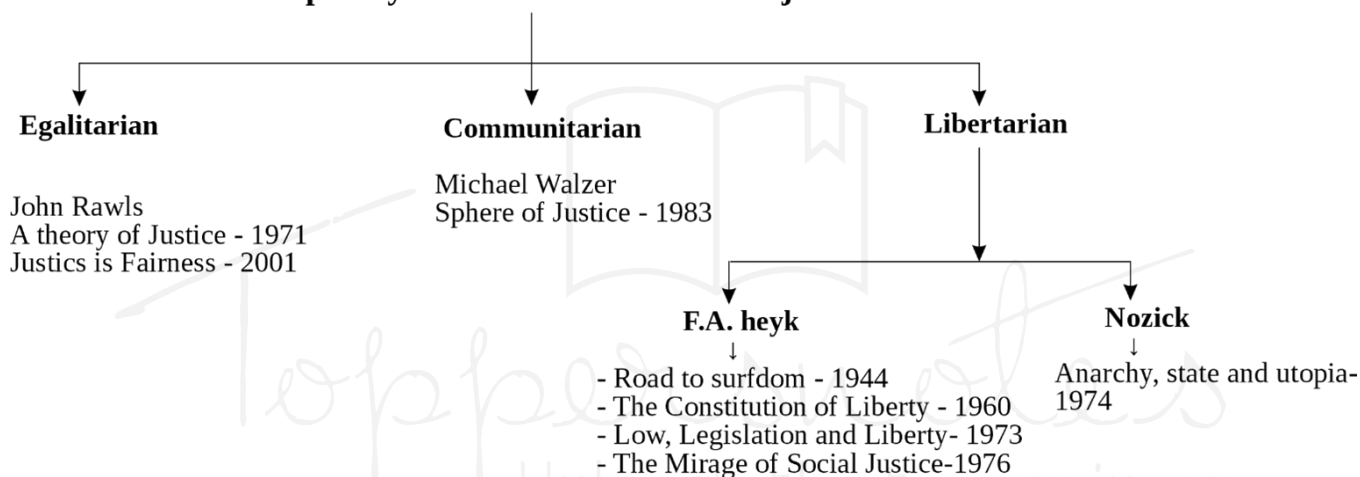 Egalitarian
Communitarian
Libertarian
John Rawls
A theory of Justice - 1971
Justics is Fairness - 2001
Michael Walzer
Sphere of Justice - 1983
F.A. heyk
- Road to surfdom - 1944
- The Constitution of Liberty - 1960
- Low, Legislation and Liberty- 1973
- The Mirage of Social Justice-1976
Nozick
Anarchy, state and utopia-
1974
Toppersnotes